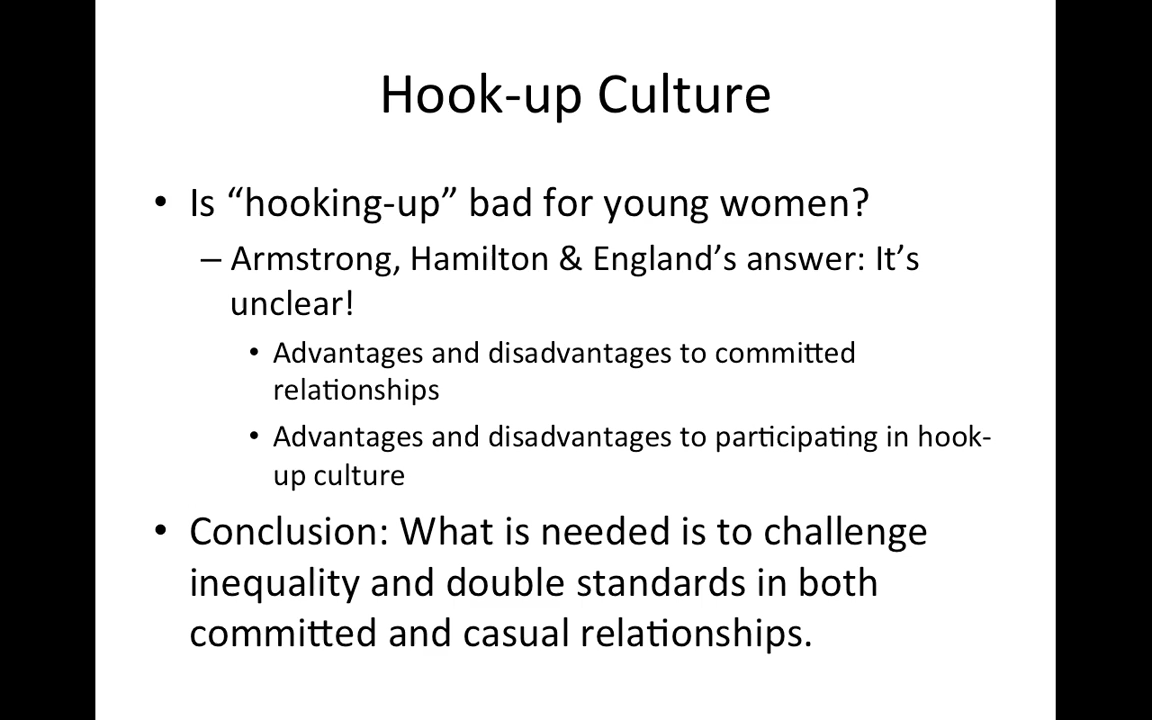 Hook-up Culture
• Is “hooking-up” bad for young women?
– Armstrong, Hamilton & England’s answer: It’s
unclear!
• Advantages and disadvantages to committed
relationships
• Advantages and disadvantages to participating in hook-
up culture
• Conclusion: What is needed is to challenge
inequality and double standards in both
committed and casual relationships.